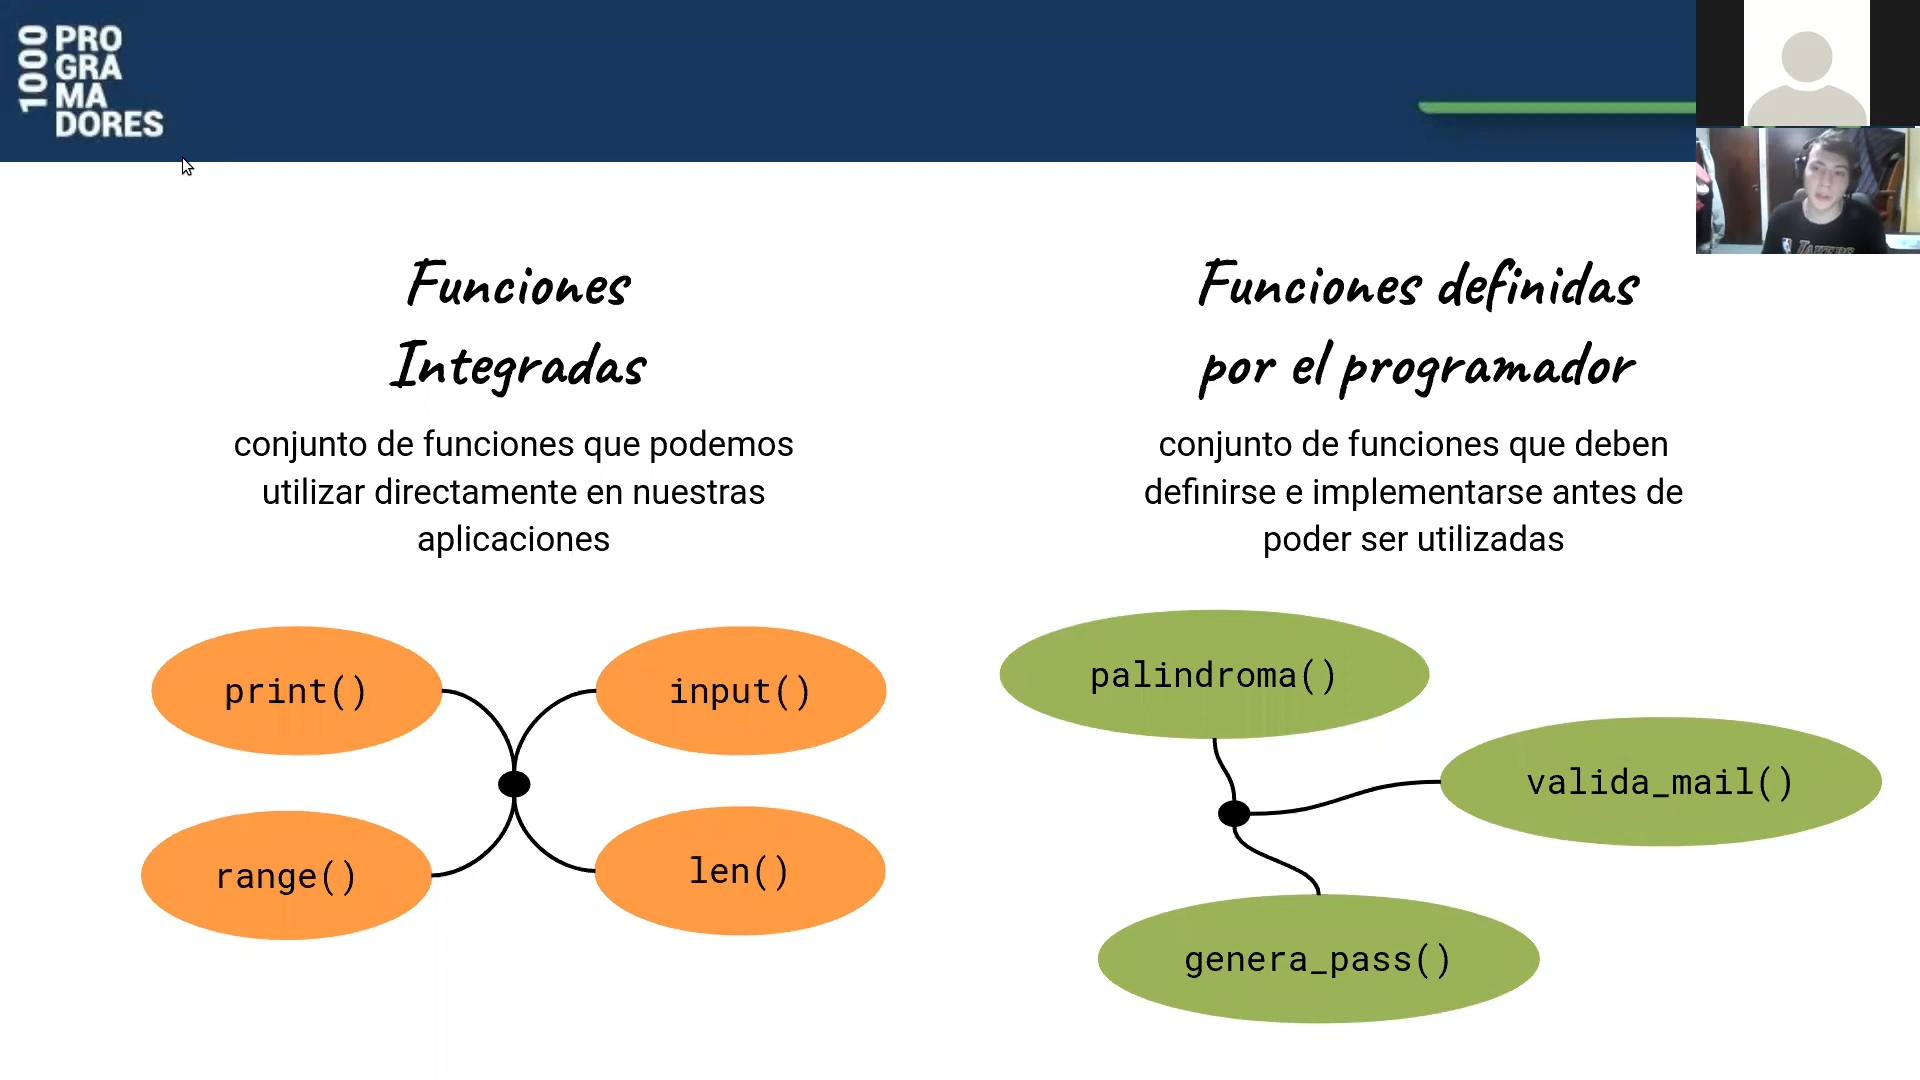 1000
PRO
GRA
MA
DORES
Funciones
Integradas
conjunto de funciones que podemos
utilizar directamente en nuestras
aplicaciones
print()
input()
range()
len()
Funciones definidas
por el programador
conjunto de funciones que deben
definirse e implementarse antes de
poder ser utilizadas
palindroma()
valida_mail()
genera_pass()
LAKERS